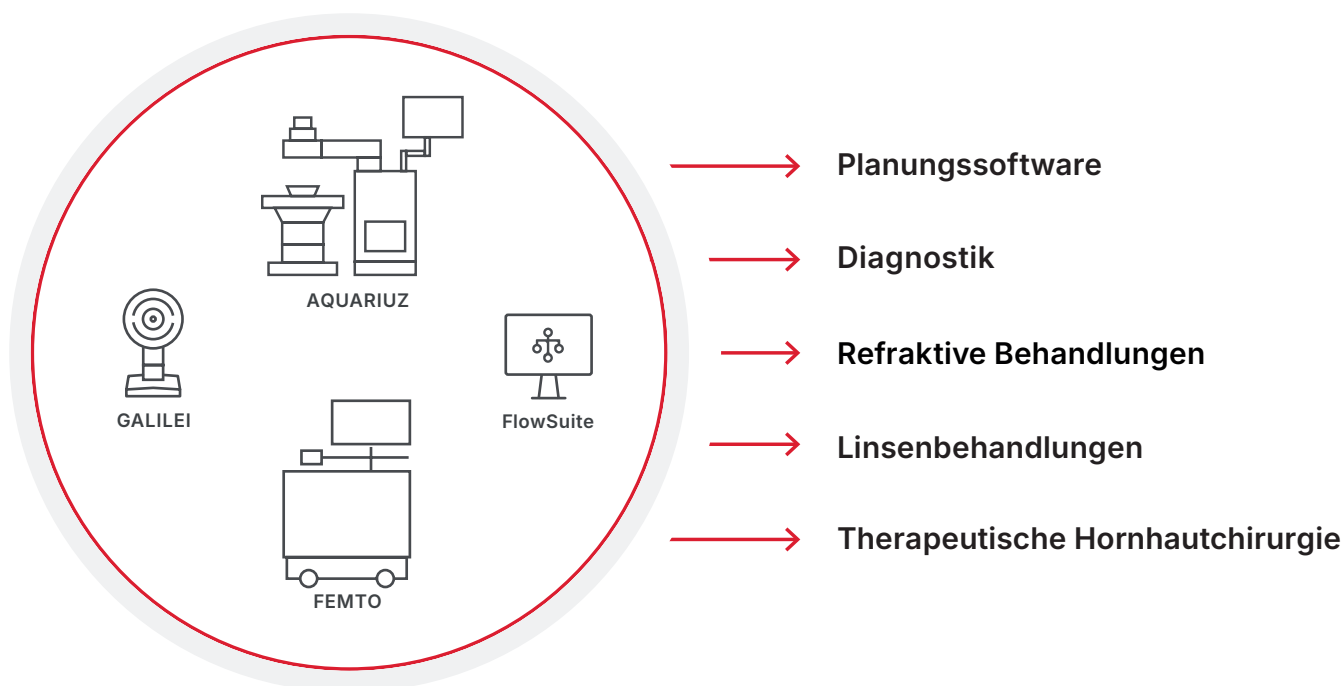 AQUARIUZ
GALILEI
FlowSuite
FEMTO
Planungssoftware
Diagnostik
Refraktive Behandlungen
Linsenbehandlungen
Therapeutische Hornhautchirurgie